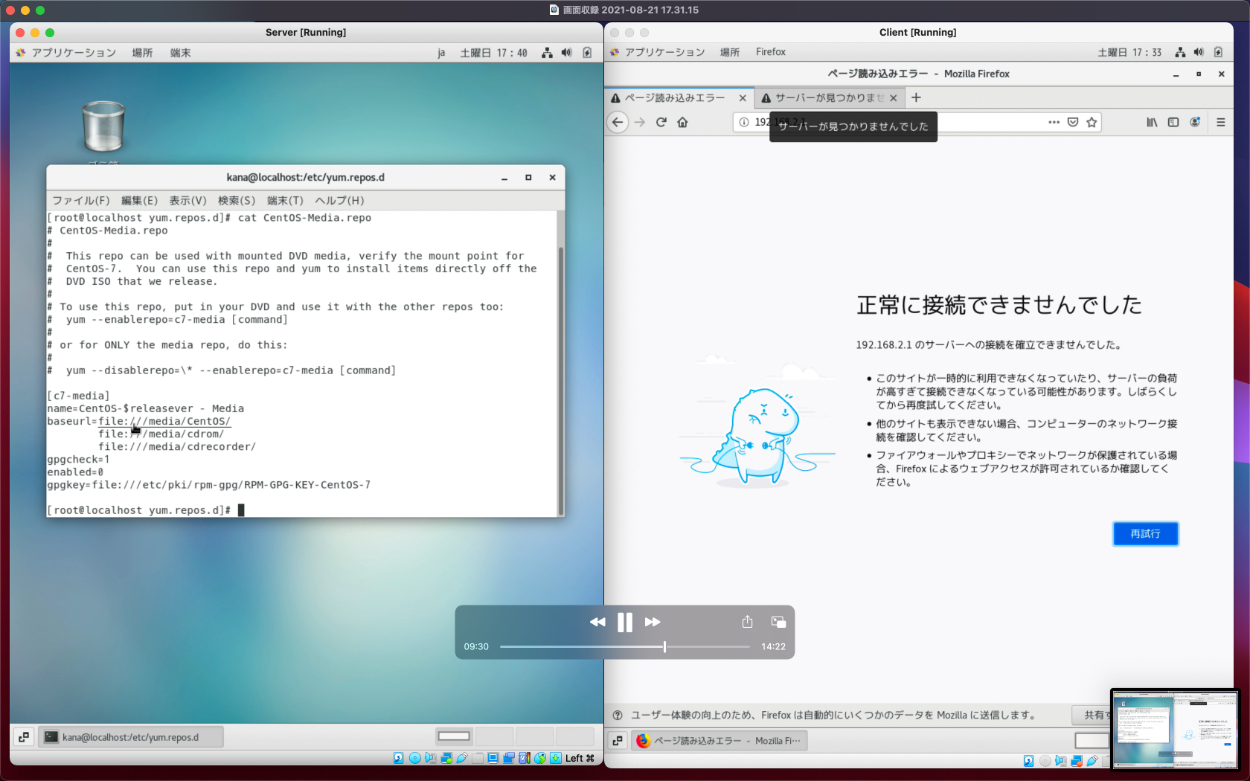 画面収録 2021-08-21 17.31.15
Server [Running]
アプリケーション 場所 端末 ja 土曜日 17：40
kana@localhost:/etc/yum.repos.d
ファイル(F) 編集(E) 表示(V) 検索(S) 端末(T) ヘルプ(H)
[root@localhost yum.repos.d]# cat CentOS-Media.repo
# CentOS-Media.repo
#
#  This repo can be used with mounted DVD media, verify the mount point for
#  CentOS-7.  You can use this repo and yum to install items directly off the
#  DVD ISO that we release.
#
# To use this repo, put in your DVD and use it with the other repos too:
#  yum --enablerepo=c7-media [command]
#
# or for ONLY the media repo, do this:
#
#  yum --disablerepo=\* --enablerepo=c7-media [command]

[c7-media]
name=CentOS-$releasever - Media
baseurl=file:///media/CentOS/
        file:///media/cdrom/
        file:///media/cdrecorder/
gpgcheck=1
enabled=0
gpgkey=file:///etc/pki/rpm-gpg/RPM-GPG-KEY-CentOS-7

[root@localhost yum.repos.d]#
kana@localhost:/etc/yum.repos.d
Left ⌘
Client [Running]
アプリケーション 場所 Firefox 土曜日 17：33
ページ読み込みエラー - Mozilla Firefox
ページ読み込みエラー サーバーが見つかりませ
サーバーが見つかりませんでした
正常に接続できませんでした
192.168.2.1 のサーバーへの接続を確立できませんでした。
• このサイトが一時的に利用できなくなっていたり、サーバーの負荷
が高すぎて接続できなくなっている可能性があります。しばらくし
てから再度試してください。
• 他のサイトも表示できない場合、コンピューターのネットワーク接
続を確認してください。
• ファイアウォールやプロキシーでネットワークが保護されている場
合、Firefox によるウェブアクセスが許可されているか確認してく
ださい。
再試行
09:30 14:22
ユーザー体験の向上のため、Firefox は自動的にいくつかのデータを Mozilla に送信します。 共有す
ページ読み込みエラー - Mozilla Fi…